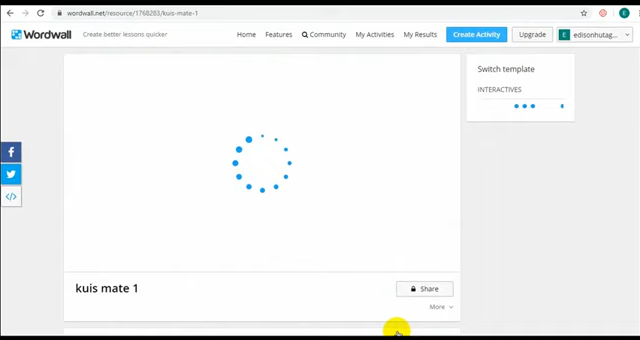 wordwall.net/resource/1768283/kuis-mate-1
E
Wordwall
Create better lessons quicker
Home
Features
Community
My Activities
My Results
Create Activity
Upgrade
E
edisonhutag...
Switch template
INTERACTIVES
kuis mate 1
Share
More